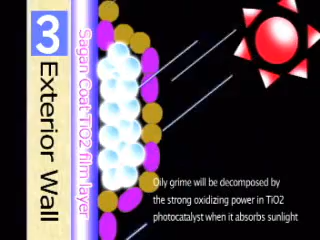 3
Exterior Wall
Sagan Coat TiO2 film layer
Oily grime will be decomposed by
the strong oxidizing power in TiO2
photocatalyst when it absorbs sunlight